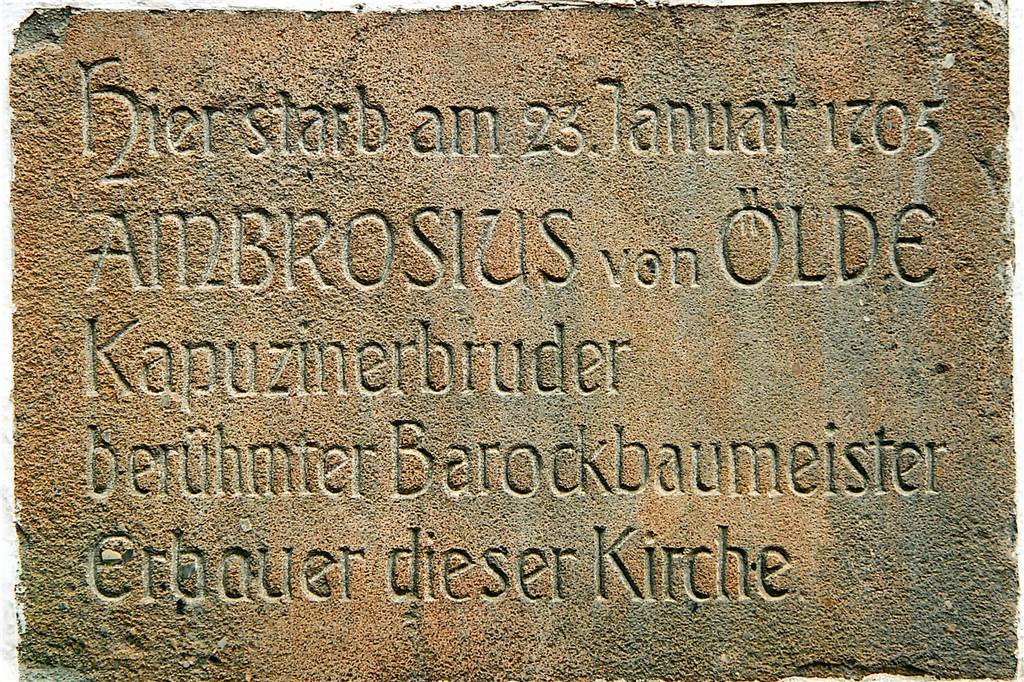 Hier starb am 23. Januar 1705
AMBROSIUS von ÖLDE
Kapuzinerbruder
berühmter Barockbaumeister
Erbauer dieser Kirche